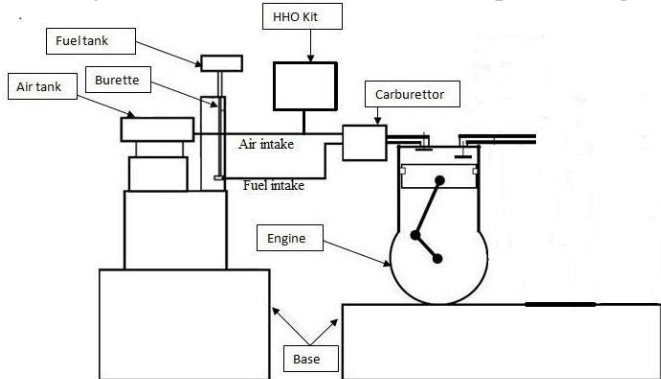 HHO Kit
Fuel tank
Burette
Air tank
Carburettor
Air intake
Fuel intake
Engine
Base